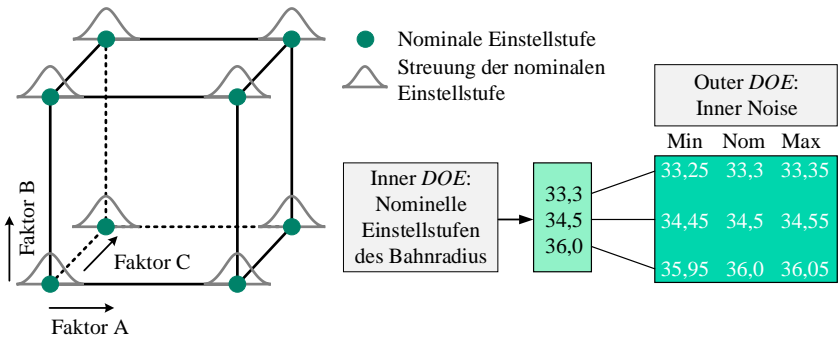 Nominale Einstellstufe
Streuung der nominalen
Einstellstufe
Faktor B
Faktor C
Faktor A
Inner DOE:
Nominelle
Einstellstufen
des Bahnradius
33,3
34,5
36,0
Outer DOE:
Inner Noise
Min Nom Max
33,25 33,3 33,35
34,45 34,5 34,55
35,95 36,0 36,05